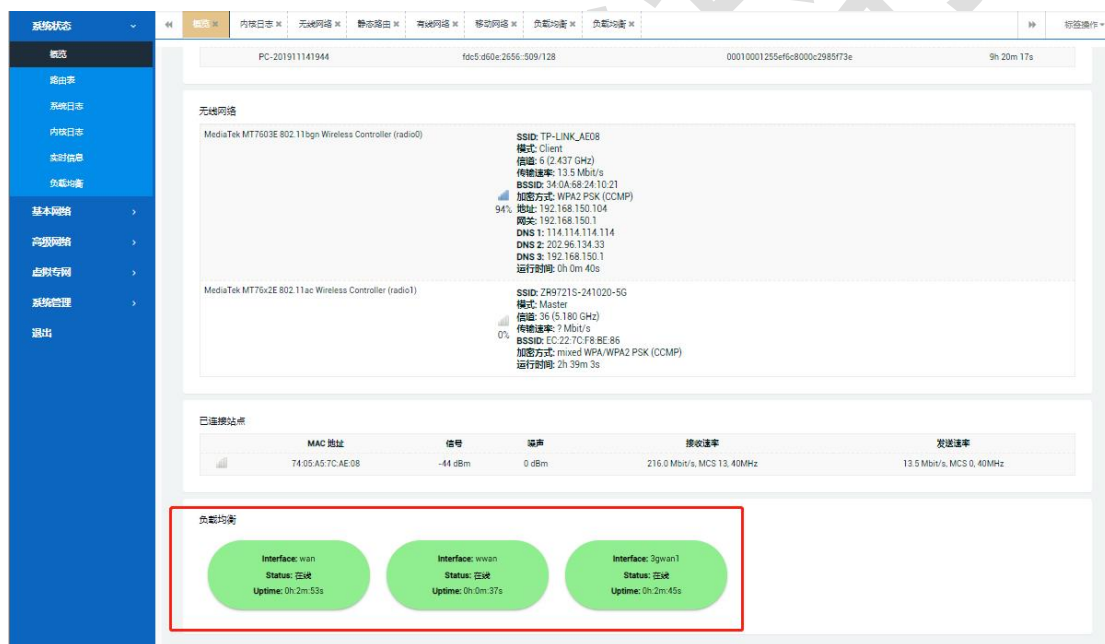 系统状态
概览
路由表
系统日志
内核日志
实时信息
负载均衡
基本网络
高级网络
虚拟专网
系统管理
退出
概览 内核日志 无线网络 静态路由 有线网络 移动网络 负载均衡 负载均衡 标签操作
PC-201911141944 fdc5:d60e:2656::509/128 00010001255ef6c8000c2985f73e 9h 20m 17s
无线网络
MediaTek MT7603E 802.11bgn Wireless Controller (radio0)
94%
SSID: TP-LINK_AE08
模式: Client
信道: 6 (2.437 GHz)
传输速率: 13.5 Mbit/s
BSSID: 34:0A:68:24:10:21
加密方式: WPA2 PSK (CCMP)
地址: 192.168.150.104
网关: 192.168.150.1
DNS 1: 114.114.114.114
DNS 2: 202.96.134.33
DNS 3: 192.168.150.1
运行时间: 0h 0m 40s
MediaTek MT76x2E 802.11ac Wireless Controller (radio1)
0%
SSID: ZR9721S-241020-5G
模式: Master
信道: 36 (5.180 GHz)
传输速率: ? Mbit/s
BSSID: EC:22:7C:F8:BE:86
加密方式: mixed WPA/WPA2 PSK (CCMP)
运行时间: 2h 39m 3s
已连接站点
MAC 地址 信号 噪声 接收速率 发送速率
74:05:A5:7C:AE:08 -44 dBm 0 dBm 216.0 Mbit/s, MCS 13, 40MHz 13.5 Mbit/s, MCS 0, 40MHz
负载均衡
Interface: wan
Status: 在线
Uptime: 0h:2m:53s
Interface: wwan
Status: 在线
Uptime: 0h:0m:37s
Interface: 3gwan1
Status: 在线
Uptime: 0h:2m:45s